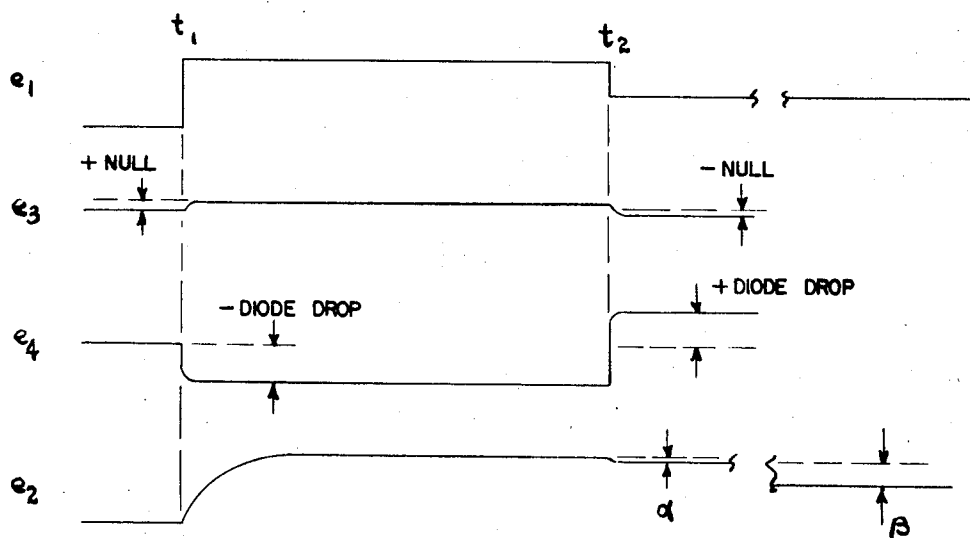 t₁ t₂
e₁
+ NULL - NULL
e₃
+ DIODE DROP
- DIODE DROP
e₄
e₂
α
β